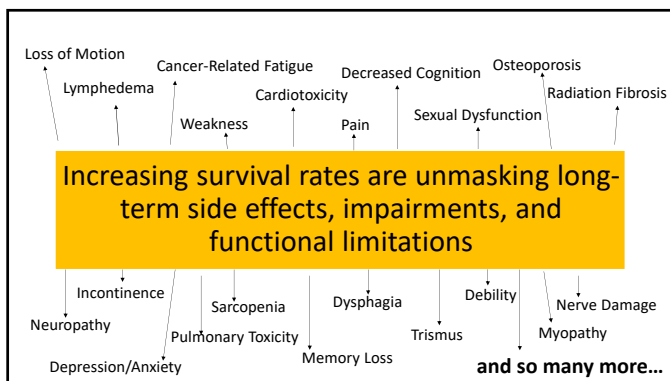 Loss of Motion
Lymphedema
Cancer-Related Fatigue
Weakness
Cardiotoxicity
Pain
Decreased Cognition
Sexual Dysfunction
Osteoporosis
Radiation Fibrosis
Increasing survival rates are unmasking long-
term side effects, impairments, and
functional limitations
Neuropathy
Incontinence
Depression/Anxiety
Pulmonary Toxicity
Sarcopenia
Memory Loss
Dysphagia
Trismus
Debility
and so many more…
Myopathy
Nerve Damage